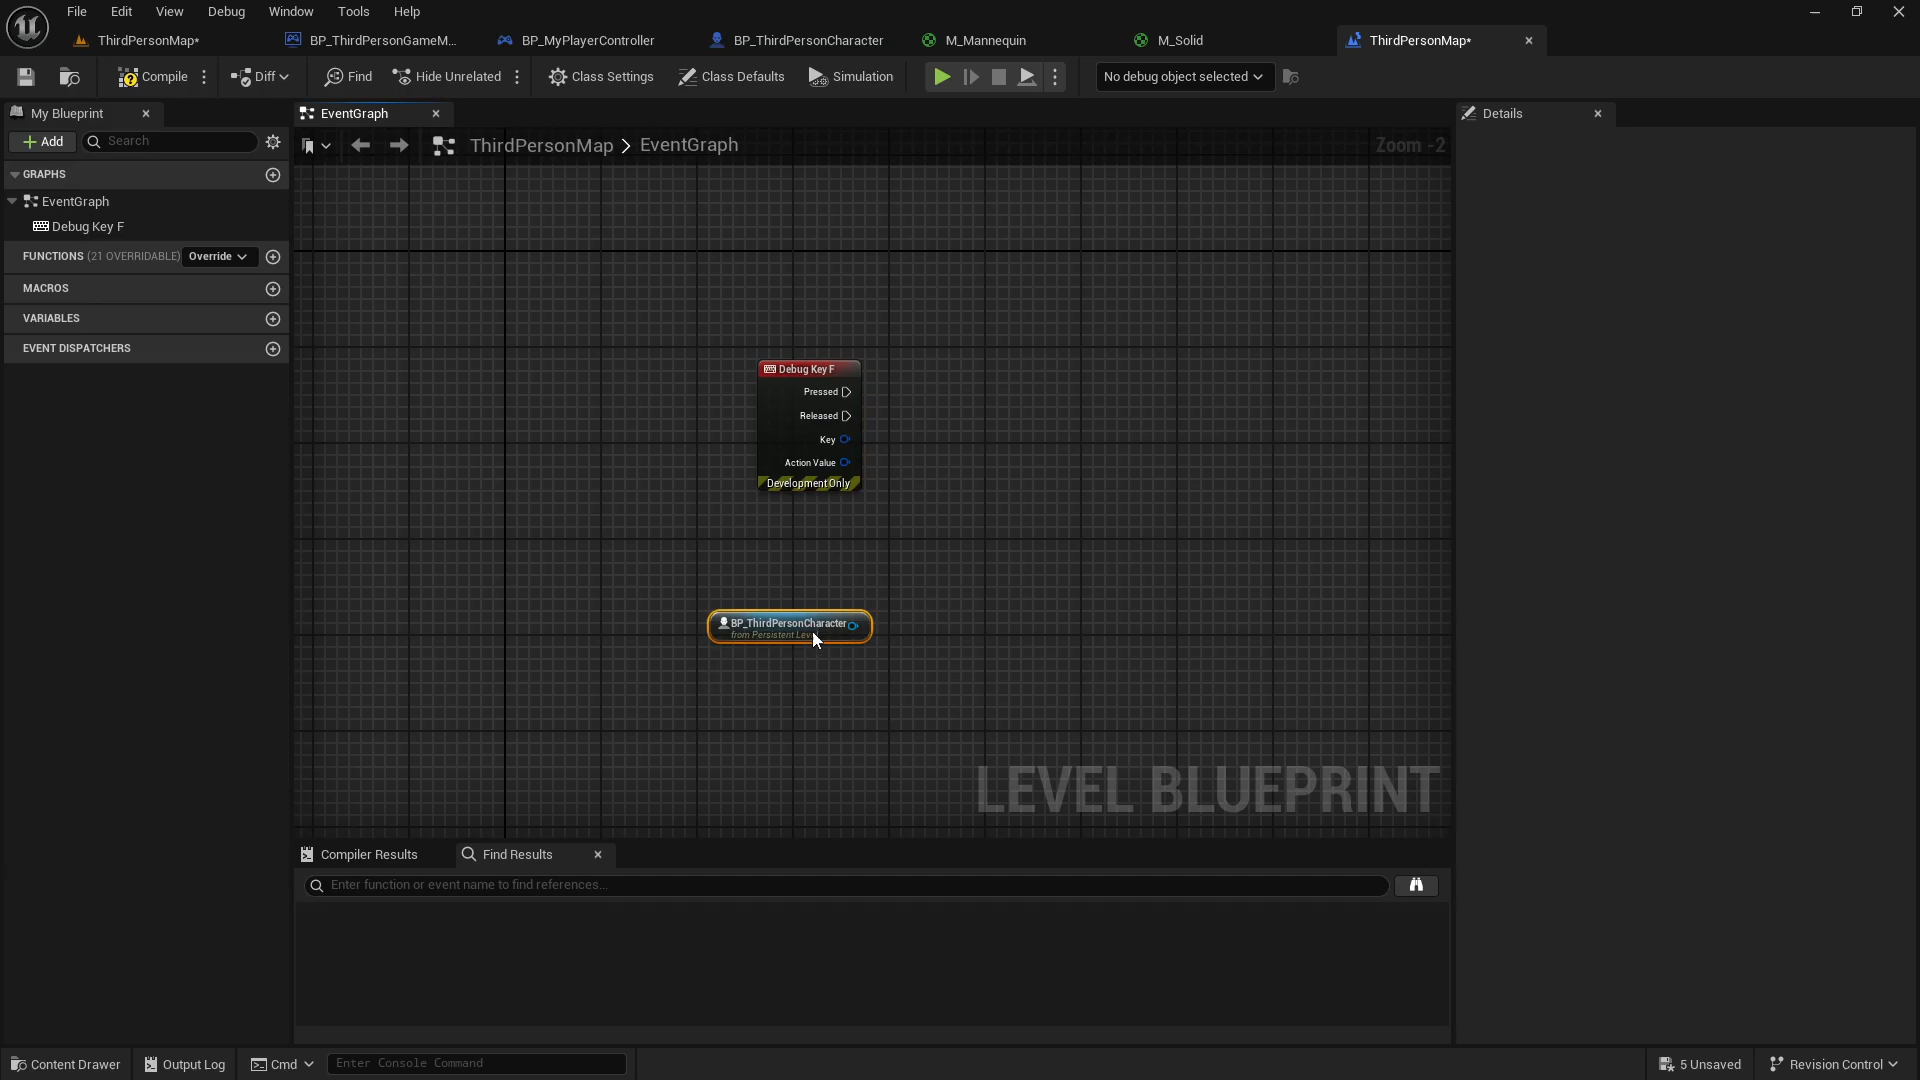 File Edit View Debug Window Tools Help
ThirdPersonMap* BP_ThirdPersonGameM... BP_MyPlayerController BP_ThirdPersonCharacter M_Mannequin M_Solid ThirdPersonMap*
Compile Diff Find Hide Unrelated Class Settings Class Defaults Simulation No debug object selected
My Blueprint EventGraph Details
Add Search
ThirdPersonMap > EventGraph Zoom -2
GRAPHS
EventGraph
Debug Key F
FUNCTIONS (21 OVERRIDABLE) Override
MACROS
VARIABLES
EVENT DISPATCHERS
Debug Key F
Pressed
Released
Key
Action Value
Development Only
BP_ThirdPersonCharacter
from Persistent Level
LEVEL BLUEPRINT
Compiler Results Find Results
Enter function or event name to find references...
Content Drawer Output Log Cmd Enter Console Command 5 Unsaved Revision Control